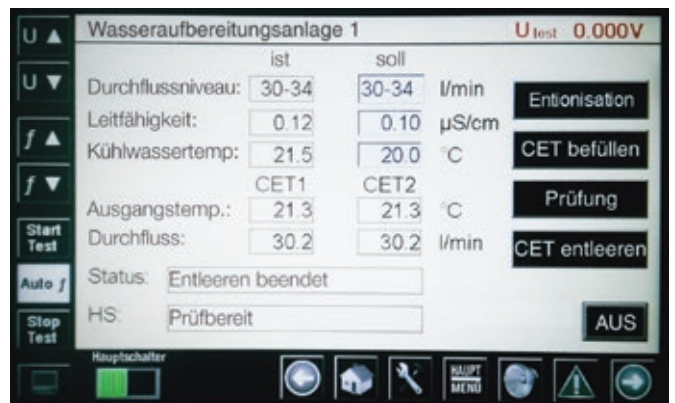 Wasseraufbereitungsanlage 1
U test 0.000V
U ▲
U ▼
f ▲
f ▼
Start Test
Auto f
Stop Test
ist soll
Durchflussniveau: 30-34 30-34 l/min
Leitfähigkeit: 0.12 0.10 µS/cm
Kühlwassertemp: 21.5 20.0 °C
CET1 CET2
Ausgangstemp.: 21.3 21.3 °C
Durchfluss: 30.2 30.2 l/min
Status: Entleeren beendet
HS: Prüfbereit
Entionisation
CET befüllen
Prüfung
CET entleeren
AUS
Hauptschalter
HAUPT
MENÜ